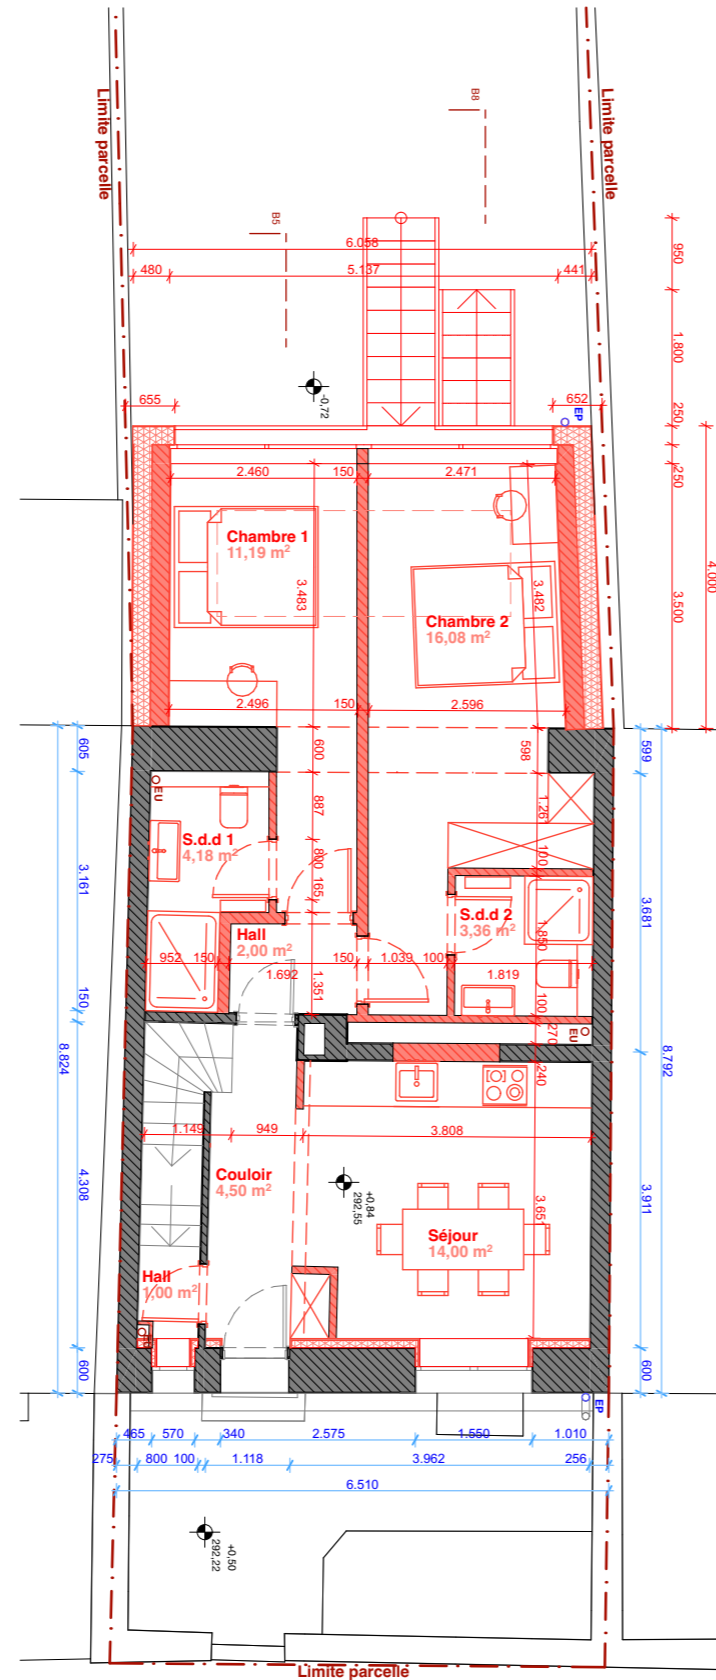 Limite parcelle
Limite parcelle
B8
B5
6.058
480
5.137
441
950
1.800
250
250
3.500
4.000
-0,72
655
652
EP
2.460
150
2.471
Chambre 1
11,19 m²
3.483
3.482
Chambre 2
16,08 m²
2.496
150
2.596
605
600
598
599
EU
887
1.261
S.d.d 1
4,18 m²
800
165
100
3.161
3.681
S.d.d 2
3,36 m²
1.850
Hall
2,00 m²
952
150
1.692
150
1.039
100
1.819
1.351
150
100
270
EU
240
8.824
8.792
1.149
949
3.808
Couloir
4,50 m²
+0,84
292,55
3.651
4.308
3.911
Séjour
14,00 m²
Hall
1,00 m²
EU
600
600
EP
465
570
340
2.575
1.550
1.010
275
800
100
1.118
3.962
256
6.510
+0,50
292,22
Limite parcelle